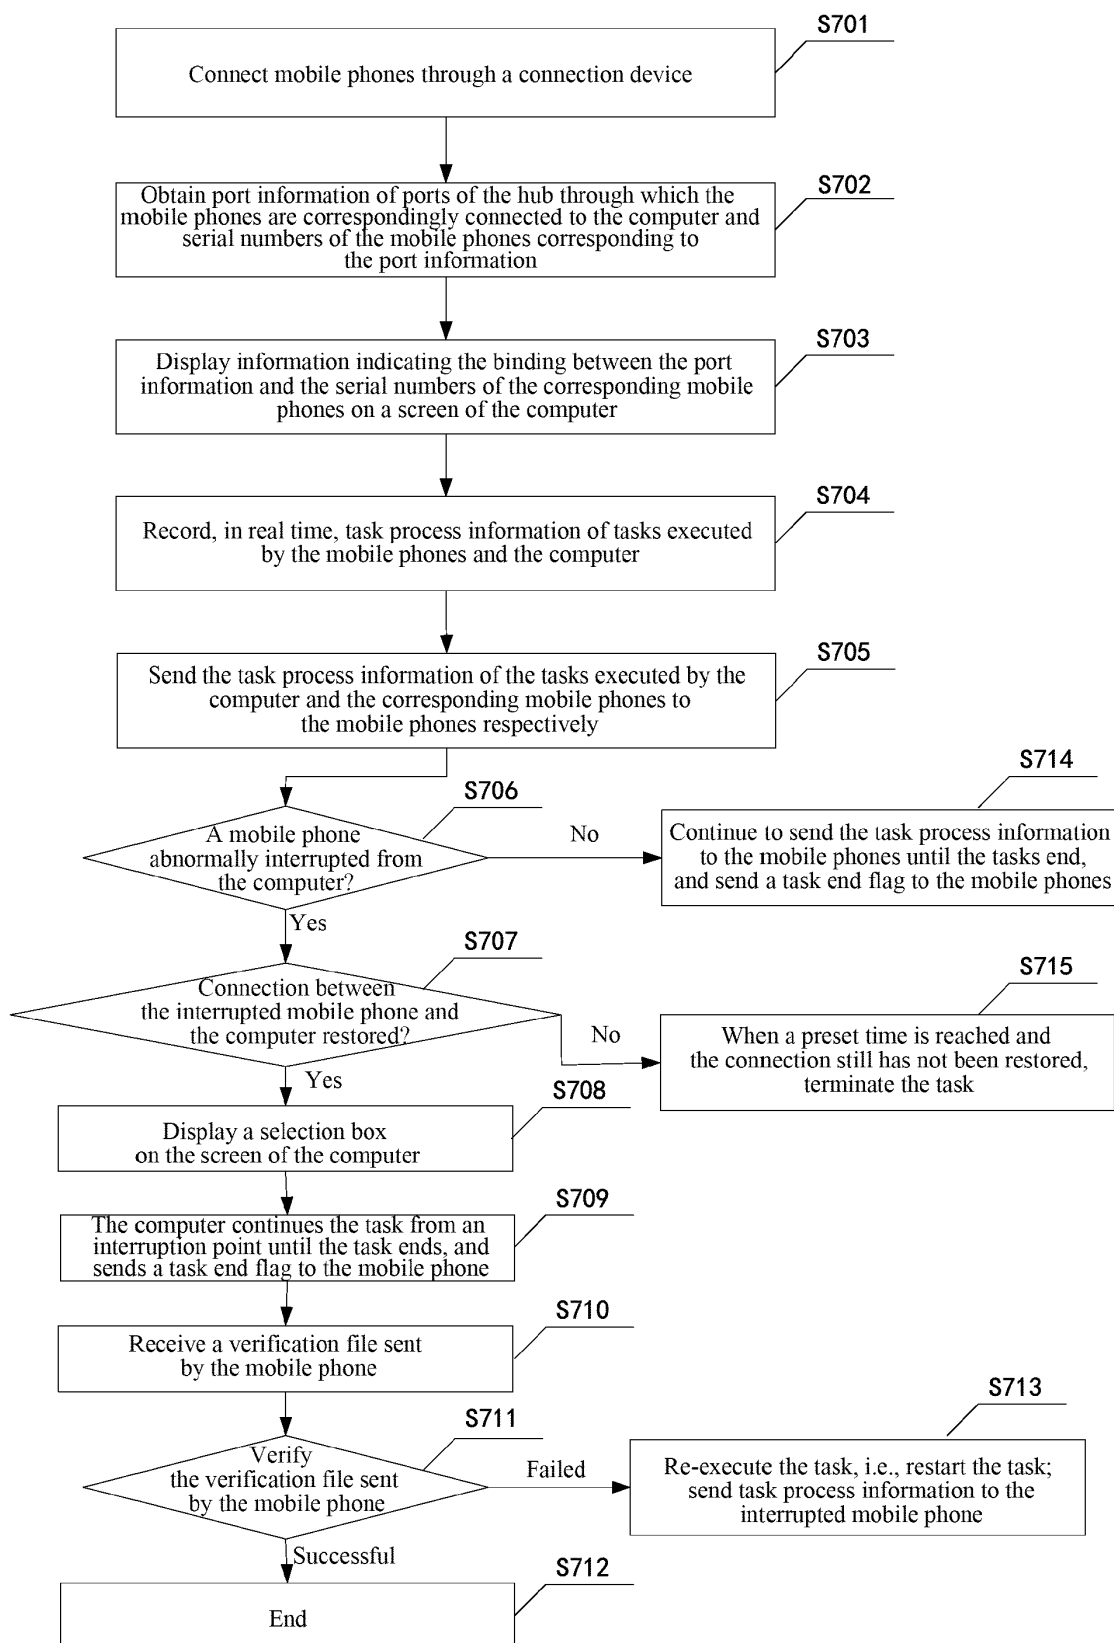 S701
Connect mobile phones through a connection device
S702
Obtain port information of ports of the hub through which the
mobile phones are correspondingly connected to the computer and
serial numbers of the mobile phones corresponding to
the port information
S703
Display information indicating the binding between the port
information and the serial numbers of the corresponding mobile
phones on a screen of the computer
S704
Record, in real time, task process information of tasks executed
by the mobile phones and the computer
S705
Send the task process information of the tasks executed by the
computer and the corresponding mobile phones to
the mobile phones respectively
S706
A mobile phone
abnormally interrupted from
the computer?
No
S714
Continue to send the task process information
to the mobile phones until the tasks end,
and send a task end flag to the mobile phones
Yes
S707
Connection between
the interrupted mobile phone and
the computer restored?
No
S715
When a preset time is reached and
the connection still has not been restored,
terminate the task
Yes
S708
Display a selection box
on the screen of the computer
S709
The computer continues the task from an
interruption point until the task ends, and
sends a task end flag to the mobile phone
S710
Receive a verification file sent
by the mobile phone
S711
Verify
the verification file sent
by the mobile phone
Failed
S713
Re-execute the task, i.e., restart the task;
send task process information to the
interrupted mobile phone
Successful
S712
End